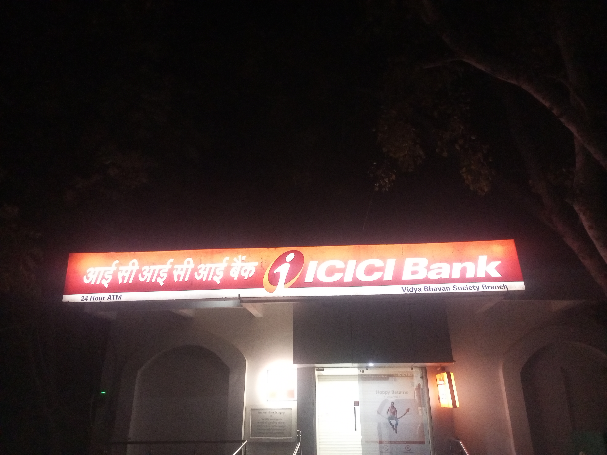 आई सी आई सी आई बैंक ICICI Bank
24 Hour ATM
Vidya Bhavan Society Branch